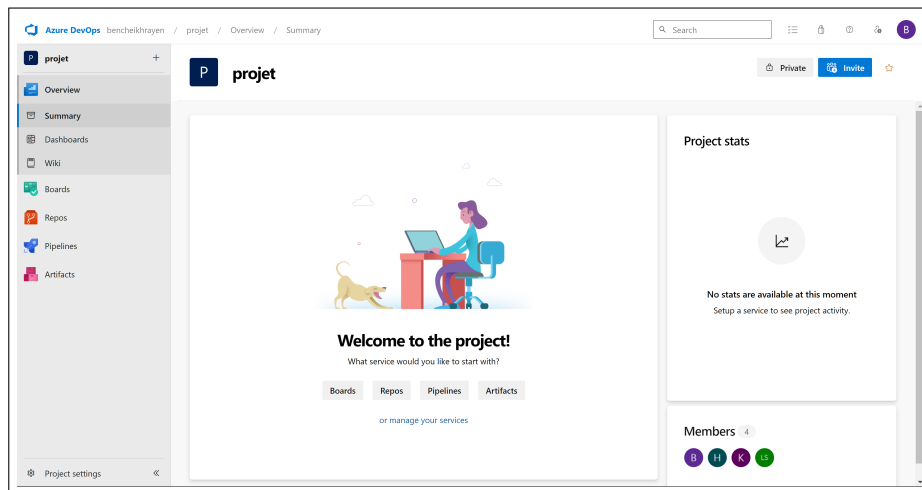 Azure DevOps bencheikhrayen / projet / Overview / Summary
Search
B
P projet +
Overview
Summary
Dashboards
Wiki
Boards
Repos
Pipelines
Artifacts
Project settings
P projet
Private
Invite
Welcome to the project!
What service would you like to start with?
Boards Repos Pipelines Artifacts
or manage your services
Project stats
No stats are available at this moment
Setup a service to see project activity.
Members 4
B H K LS